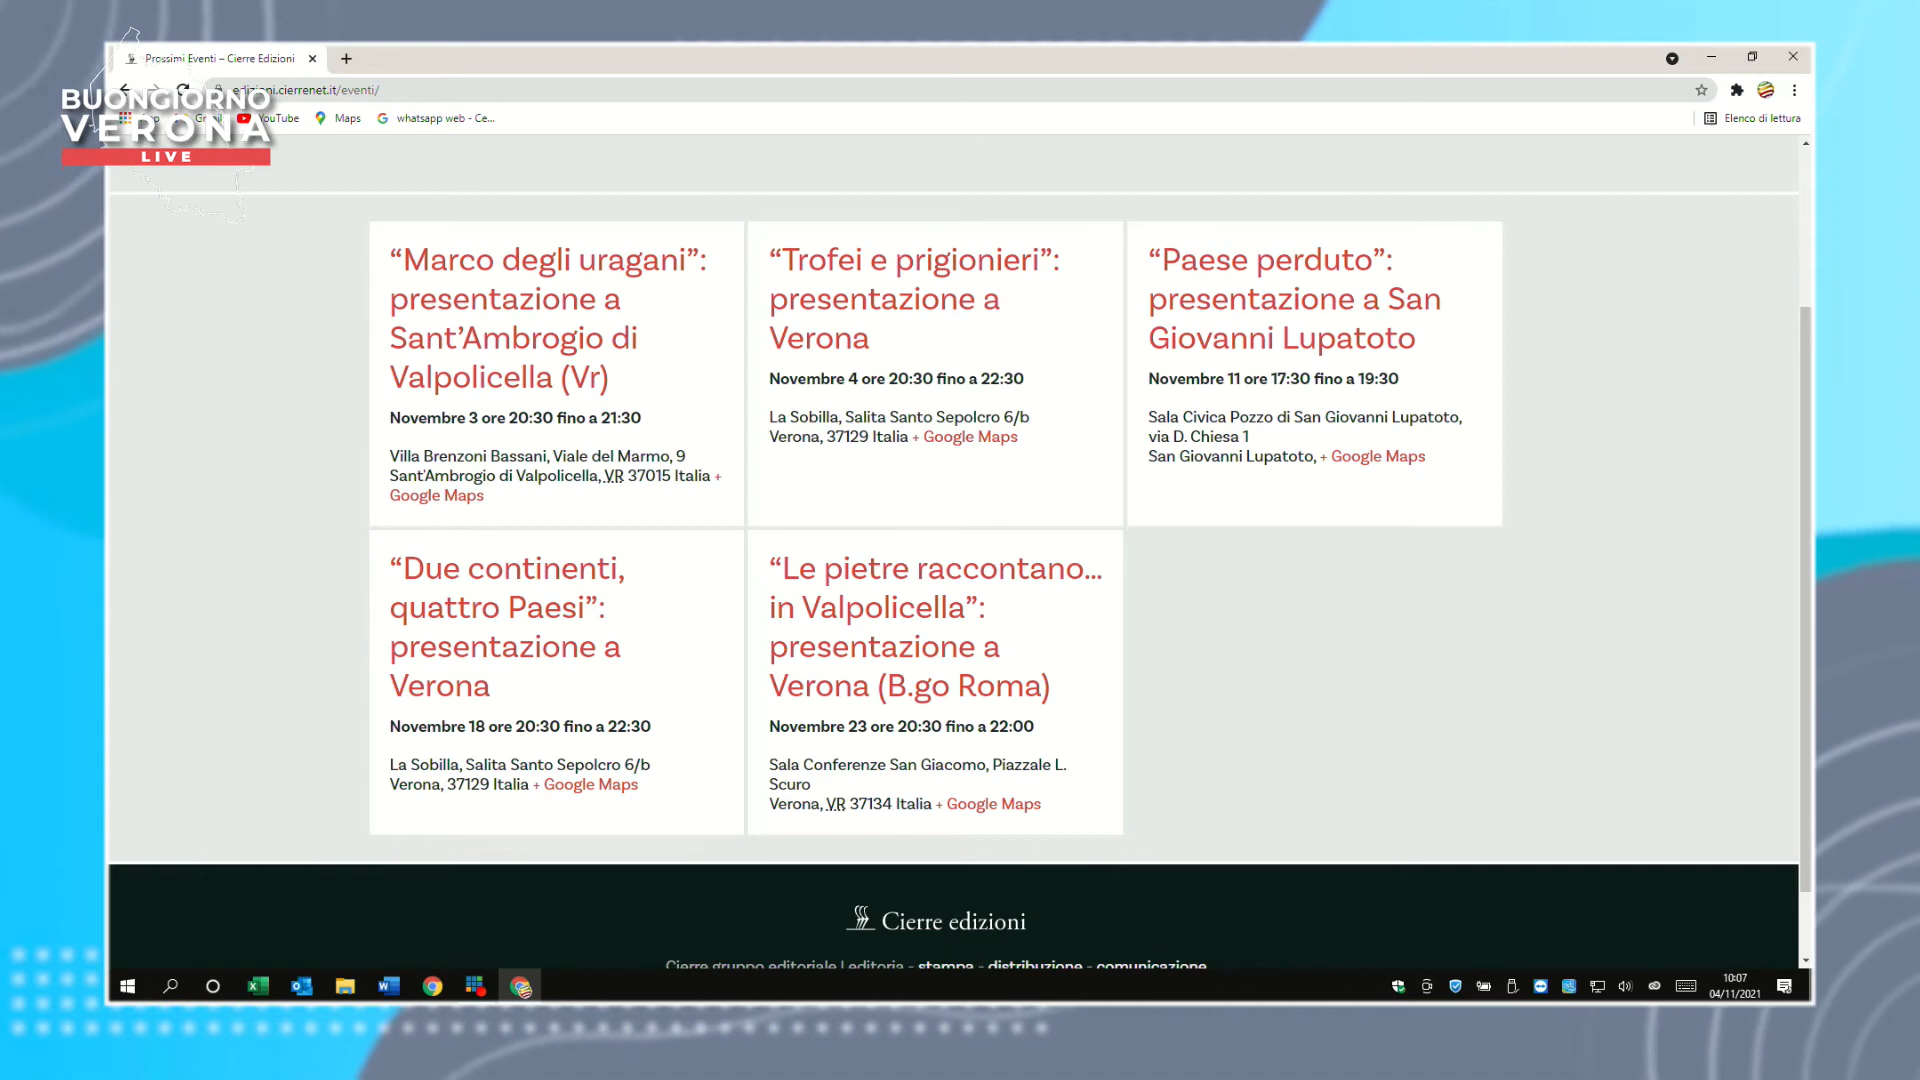 Prossimi Eventi – Cierre Edizioni
BUONGIORNO
VERONA
LIVE
edizioni.cierrenet.it/eventi/
YouTube
Maps
whatsapp web - Ce...
Elenco di lettura
“Marco degli uragani”:
presentazione a
Sant’Ambrogio di
Valpolicella (Vr)
Novembre 3 ore 20:30 fino a 21:30
Villa Brenzoni Bassani, Viale del Marmo, 9
Sant'Ambrogio di Valpolicella, VR 37015 Italia +
Google Maps
“Trofei e prigionieri”:
presentazione a
Verona
Novembre 4 ore 20:30 fino a 22:30
La Sobilla, Salita Santo Sepolcro 6/b
Verona, 37129 Italia + Google Maps
“Paese perduto”:
presentazione a San
Giovanni Lupatoto
Novembre 11 ore 17:30 fino a 19:30
Sala Civica Pozzo di San Giovanni Lupatoto,
via D. Chiesa 1
San Giovanni Lupatoto, + Google Maps
“Due continenti,
quattro Paesi”:
presentazione a
Verona
Novembre 18 ore 20:30 fino a 22:30
La Sobilla, Salita Santo Sepolcro 6/b
Verona, 37129 Italia + Google Maps
“Le pietre raccontano…
in Valpolicella”:
presentazione a
Verona (B.go Roma)
Novembre 23 ore 20:30 fino a 22:00
Sala Conferenze San Giacomo, Piazzale L.
Scuro
Verona, VR 37134 Italia + Google Maps
Cierre edizioni
Cierre gruppo editoriale | editoria - stampa - distribuzione - comunicazione
10:07
04/11/2021